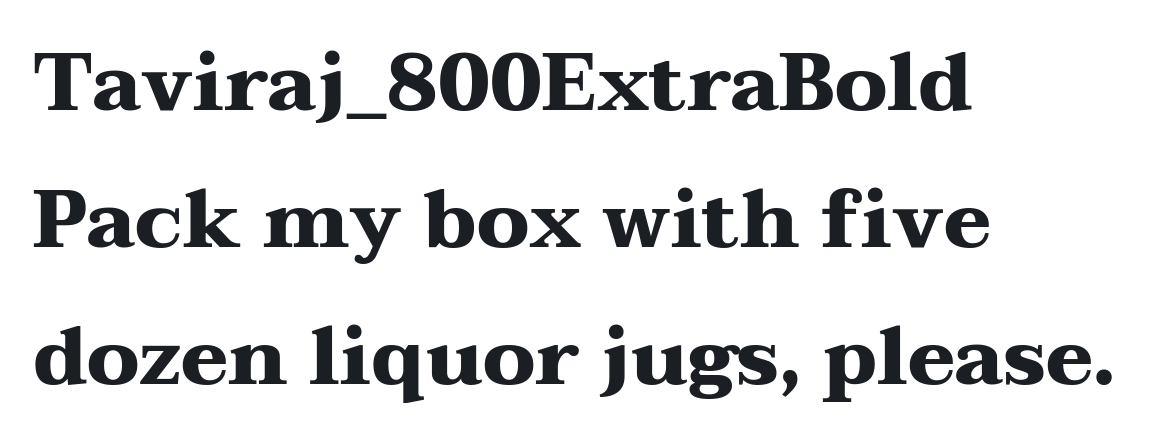 Taviraj_800ExtraBold
Pack my box with five
dozen liquor jugs, please.